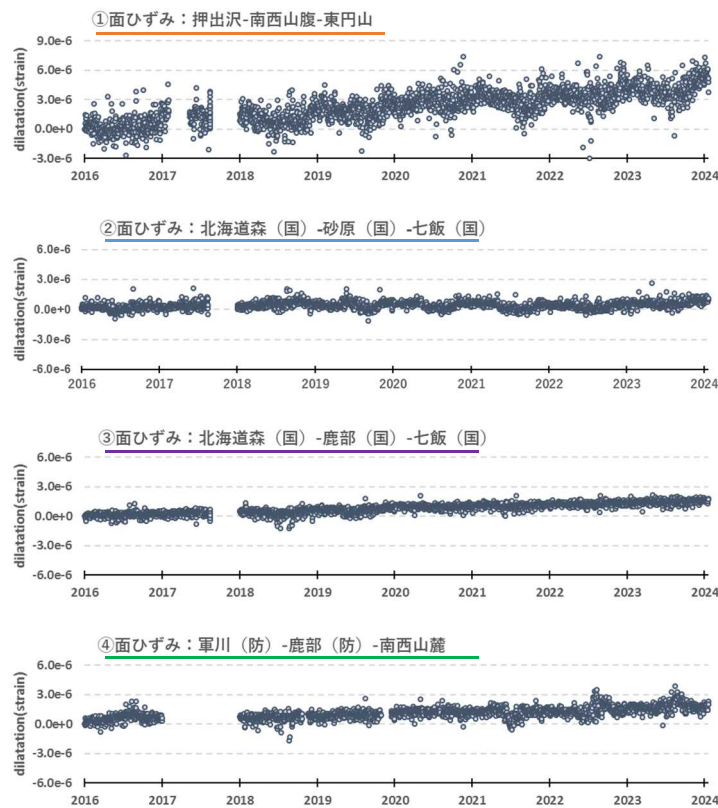 ①面ひずみ：押出沢-南西山腹-東円山
9.0e-6
6.0e-6
3.0e-6
0.0e+0
-3.0e-6
dilatation(strain)
2016 2017 2018 2019 2020 2021 2022 2023 2024
②面ひずみ：北海道森（国）-砂原（国）-七飯（国）
6.0e-6
3.0e-6
0.0e+0
-3.0e-6
-6.0e-6
dilatation(strain)
2016 2017 2018 2019 2020 2021 2022 2023 2024
③面ひずみ：北海道森（国）-鹿部（国）-七飯（国）
6.0e-6
3.0e-6
0.0e+0
-3.0e-6
-6.0e-6
dilatation(strain)
2016 2017 2018 2019 2020 2021 2022 2023 2024
④面ひずみ：軍川（防）-鹿部（防）-南西山麓
6.0e-6
3.0e-6
0.0e+0
-3.0e-6
-6.0e-6
dilatation(strain)
2016 2017 2018 2019 2020 2021 2022 2023 2024